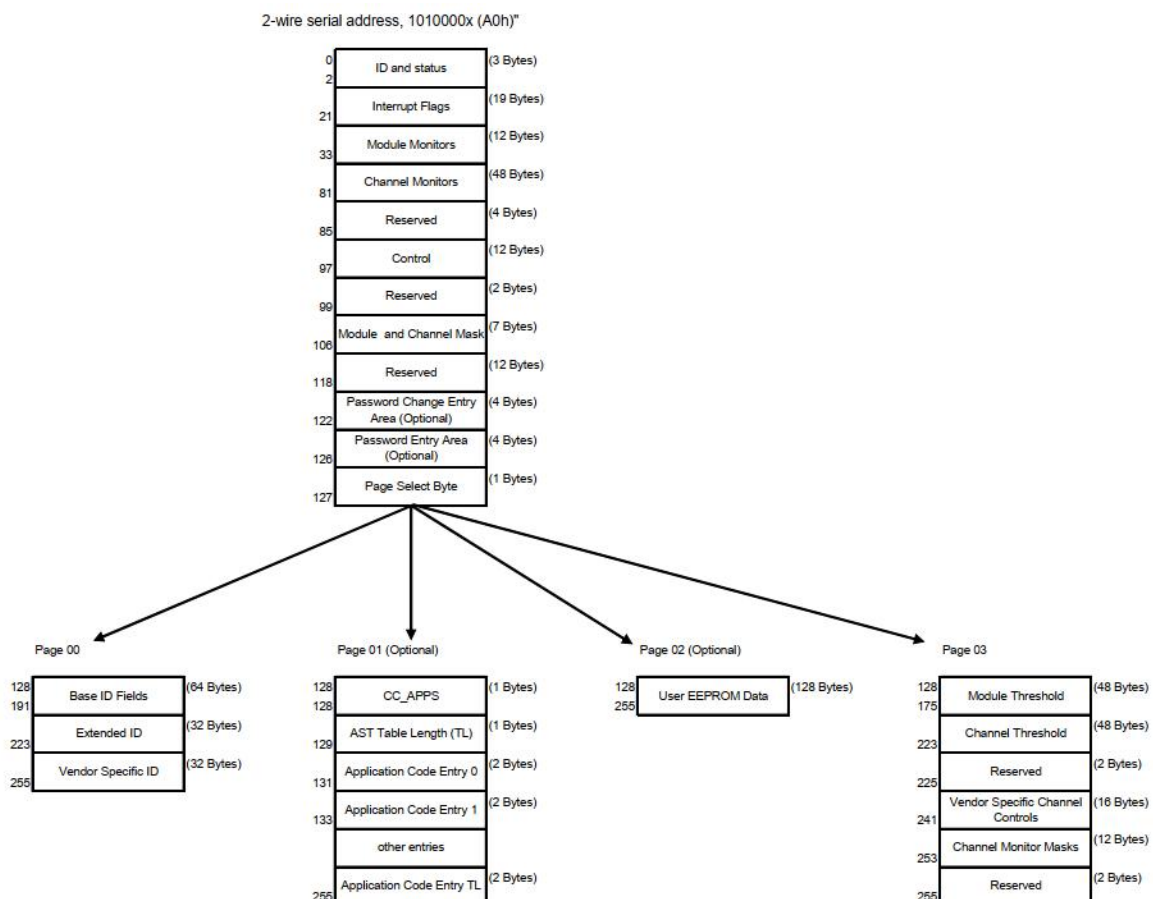 2-wire serial address, 1010000x (A0h)"
0
ID and status
(3 Bytes)
2
Interrupt Flags
(19 Bytes)
21
Module Monitors
(12 Bytes)
33
Channel Monitors
(48 Bytes)
81
Reserved
(4 Bytes)
85
Control
(12 Bytes)
97
Reserved
(2 Bytes)
99
Module and Channel Mask
(7 Bytes)
106
Reserved
(12 Bytes)
118
Password Change Entry
Area (Optional)
(4 Bytes)
122
Password Entry Area
(Optional)
(4 Bytes)
126
Page Select Byte
(1 Bytes)
127
Page 00
128
Base ID Fields
(64 Bytes)
191
Extended ID
(32 Bytes)
223
Vendor Specific ID
(32 Bytes)
255
Page 01 (Optional)
128
CC_APPS
(1 Bytes)
128
AST Table Length (TL)
(1 Bytes)
129
Application Code Entry 0
(2 Bytes)
131
Application Code Entry 1
(2 Bytes)
133
other entries
Application Code Entry TL
(2 Bytes)
255
Page 02 (Optional)
128
User EEPROM Data
(128 Bytes)
255
Page 03
128
Module Threshold
(48 Bytes)
175
Channel Threshold
(48 Bytes)
223
Reserved
(2 Bytes)
225
Vendor Specific Channel
Controls
(16 Bytes)
241
Channel Monitor Masks
(12 Bytes)
253
Reserved
(2 Bytes)
255